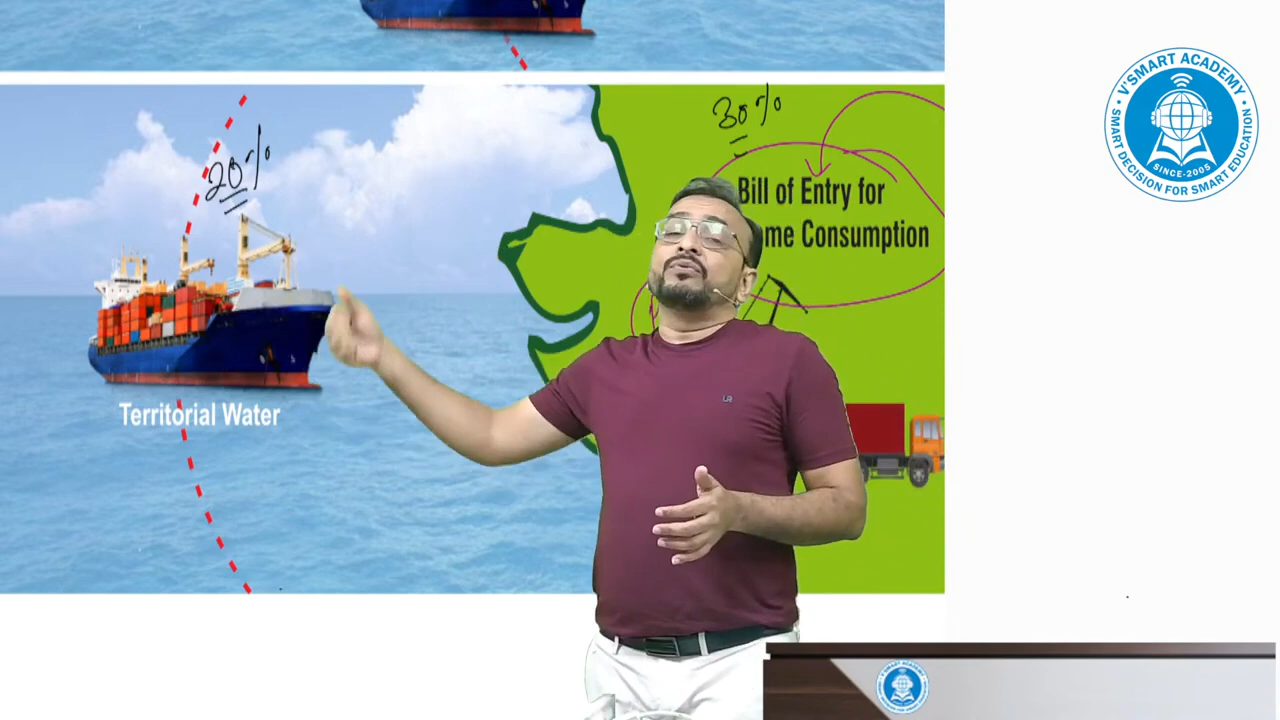 20%
30%
Bill of Entry for
me Consumption
Territorial Water
V'SMART ACADEMY
SINCE-2005
• SMART DECISION FOR SMART EDUCATION •